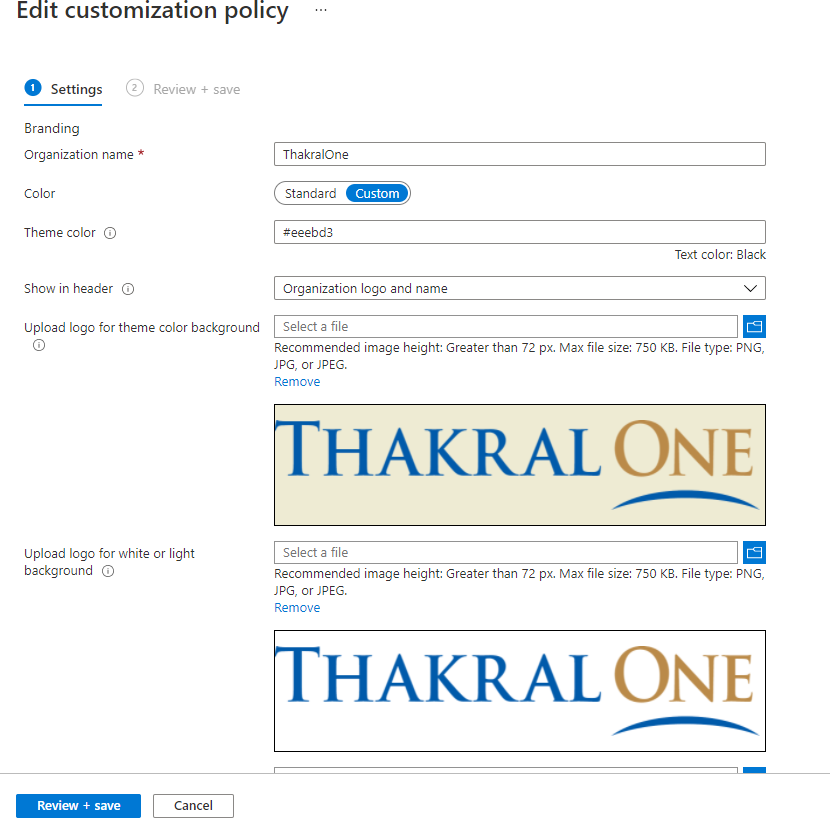 Edit customization policy ...
1 Settings 2 Review + save
Branding
Organization name * ThakralOne
Color Standard Custom
Theme color #eeebd3
Text color: Black
Show in header Organization logo and name
Upload logo for theme color background Select a file
Recommended image height: Greater than 72 px. Max file size: 750 KB. File type: PNG,
JPG, or JPEG.
Remove
THAKRAL ONE
Upload logo for white or light Select a file
background Recommended image height: Greater than 72 px. Max file size: 750 KB. File type: PNG,
JPG, or JPEG.
Remove
THAKRAL ONE
Review + save Cancel